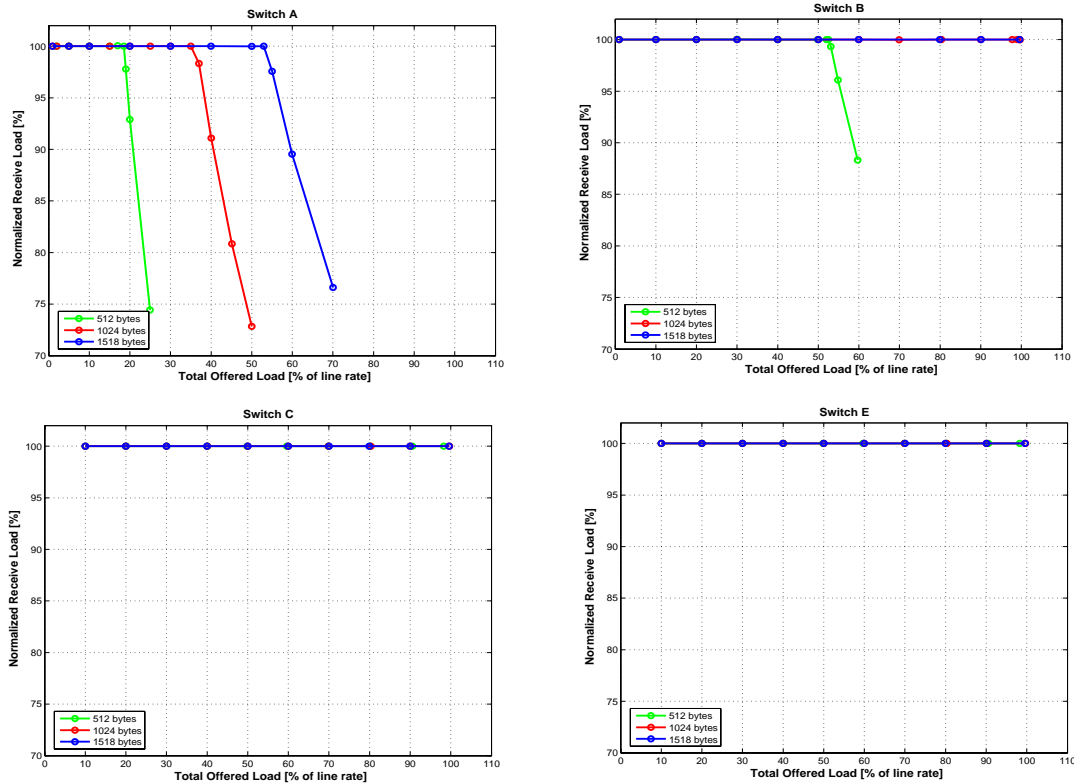 Switch A
Normalized Receive Load [%]
100
95
90
85
80
75
70
0 10 20 30 40 50 60 70 80 90 100 110
Total Offered Load [% of line rate]
512 bytes
1024 bytes
1518 bytes
Switch B
Normalized Receive Load [%]
100
95
90
85
80
75
70
0 10 20 30 40 50 60 70 80 90 100 110
Total Offered Load [% of line rate]
512 bytes
1024 bytes
1518 bytes
Switch C
Normalized Receive Load [%]
100
95
90
85
80
75
70
0 10 20 30 40 50 60 70 80 90 100 110
Total Offered Load [% of line rate]
512 bytes
1024 bytes
1518 bytes
Switch E
Normalized Receive Load [%]
100
95
90
85
80
75
70
0 10 20 30 40 50 60 70 80 90 100 110
Total Offered Load [% of line rate]
512 bytes
1024 bytes
1518 bytes